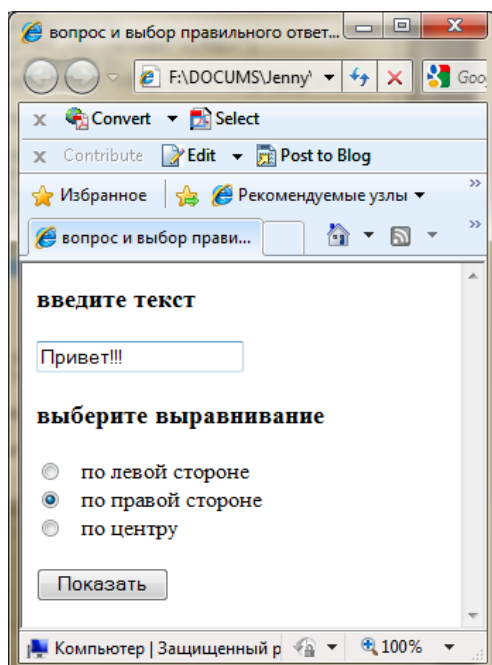 вопрос и выбор правильного ответ...
F:\DOCUMS\Jenny
Goo
x Convert Select
x Contribute Edit Post to Blog
Избранное Рекомендуемые узлы »
вопрос и выбор прави... »
введите текст
Привет!!!
выберите выравнивание
по левой стороне
по правой стороне
по центру
Показать
Компьютер | Защищенный р 100%